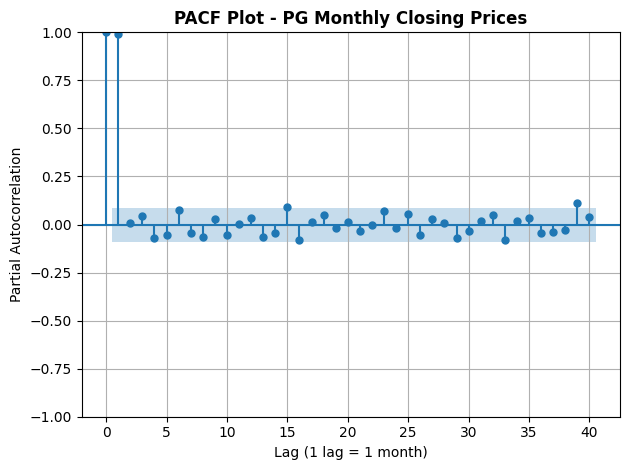 PACF Plot - PG Monthly Closing Prices
Partial Autocorrelation
1.00
0.75
0.50
0.25
0.00
−0.25
−0.50
−0.75
−1.00
0 5 10 15 20 25 30 35 40
Lag (1 lag = 1 month)